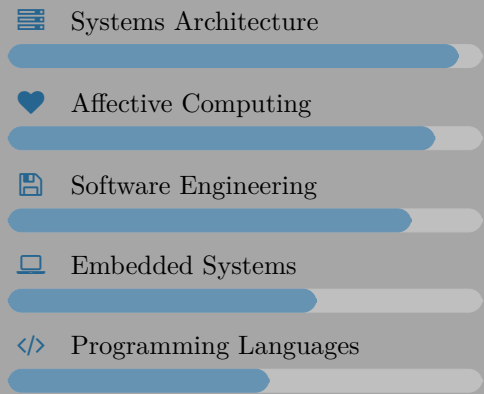 Systems Architecture
Affective Computing
Software Engineering
Embedded Systems
Programming Languages